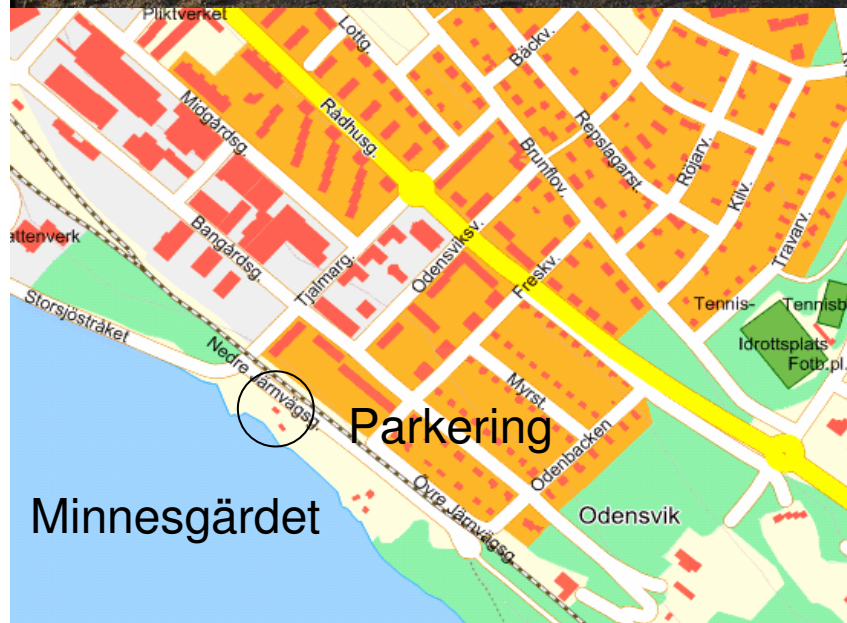 Pliktverket
Lottg.
Bäckv.
Midgårdsg.
Rådhusg.
Repslagarst.
Brunflov.
Röjarv.
Kilv.
Travarv.
attenverk
Bangårdsg.
Tjalmarg.
Odensviksv.
Freskv.
Storsjöstråket
Nedre Järnvägsg.
Tennis-
Tennisb
Idrottsplats
Fotb.pl.
Myrst.
Parkering
Odenbacken
Minnesgärdet
Övre Järnvägsg.
Odensvik